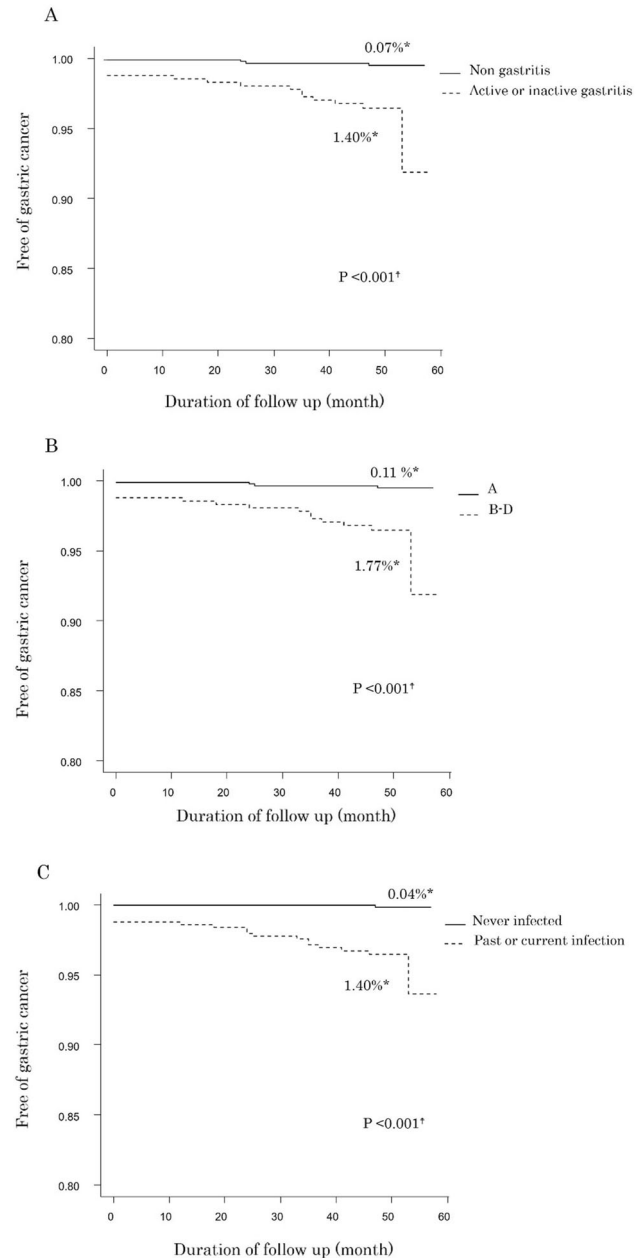 A
1.00
0.95
0.90
0.85
0.80
Free of gastric cancer
0.07%*
1.40%*
P <0.001†
Non gastritis
Active or inactive gastritis
0 10 20 30 40 50 60
Duration of follow up (month)
B
1.00
0.95
0.90
0.85
0.80
Free of gastric cancer
0.11 %*
1.77%*
P <0.001†
A
B-D
0 10 20 30 40 50 60
Duration of follow up (month)
C
1.00
0.95
0.90
0.85
0.80
Free of gastric cancer
0.04%*
1.40%*
P <0.001†
Never infected
Past or current infection
0 10 20 30 40 50 60
Duration of follow up (month)